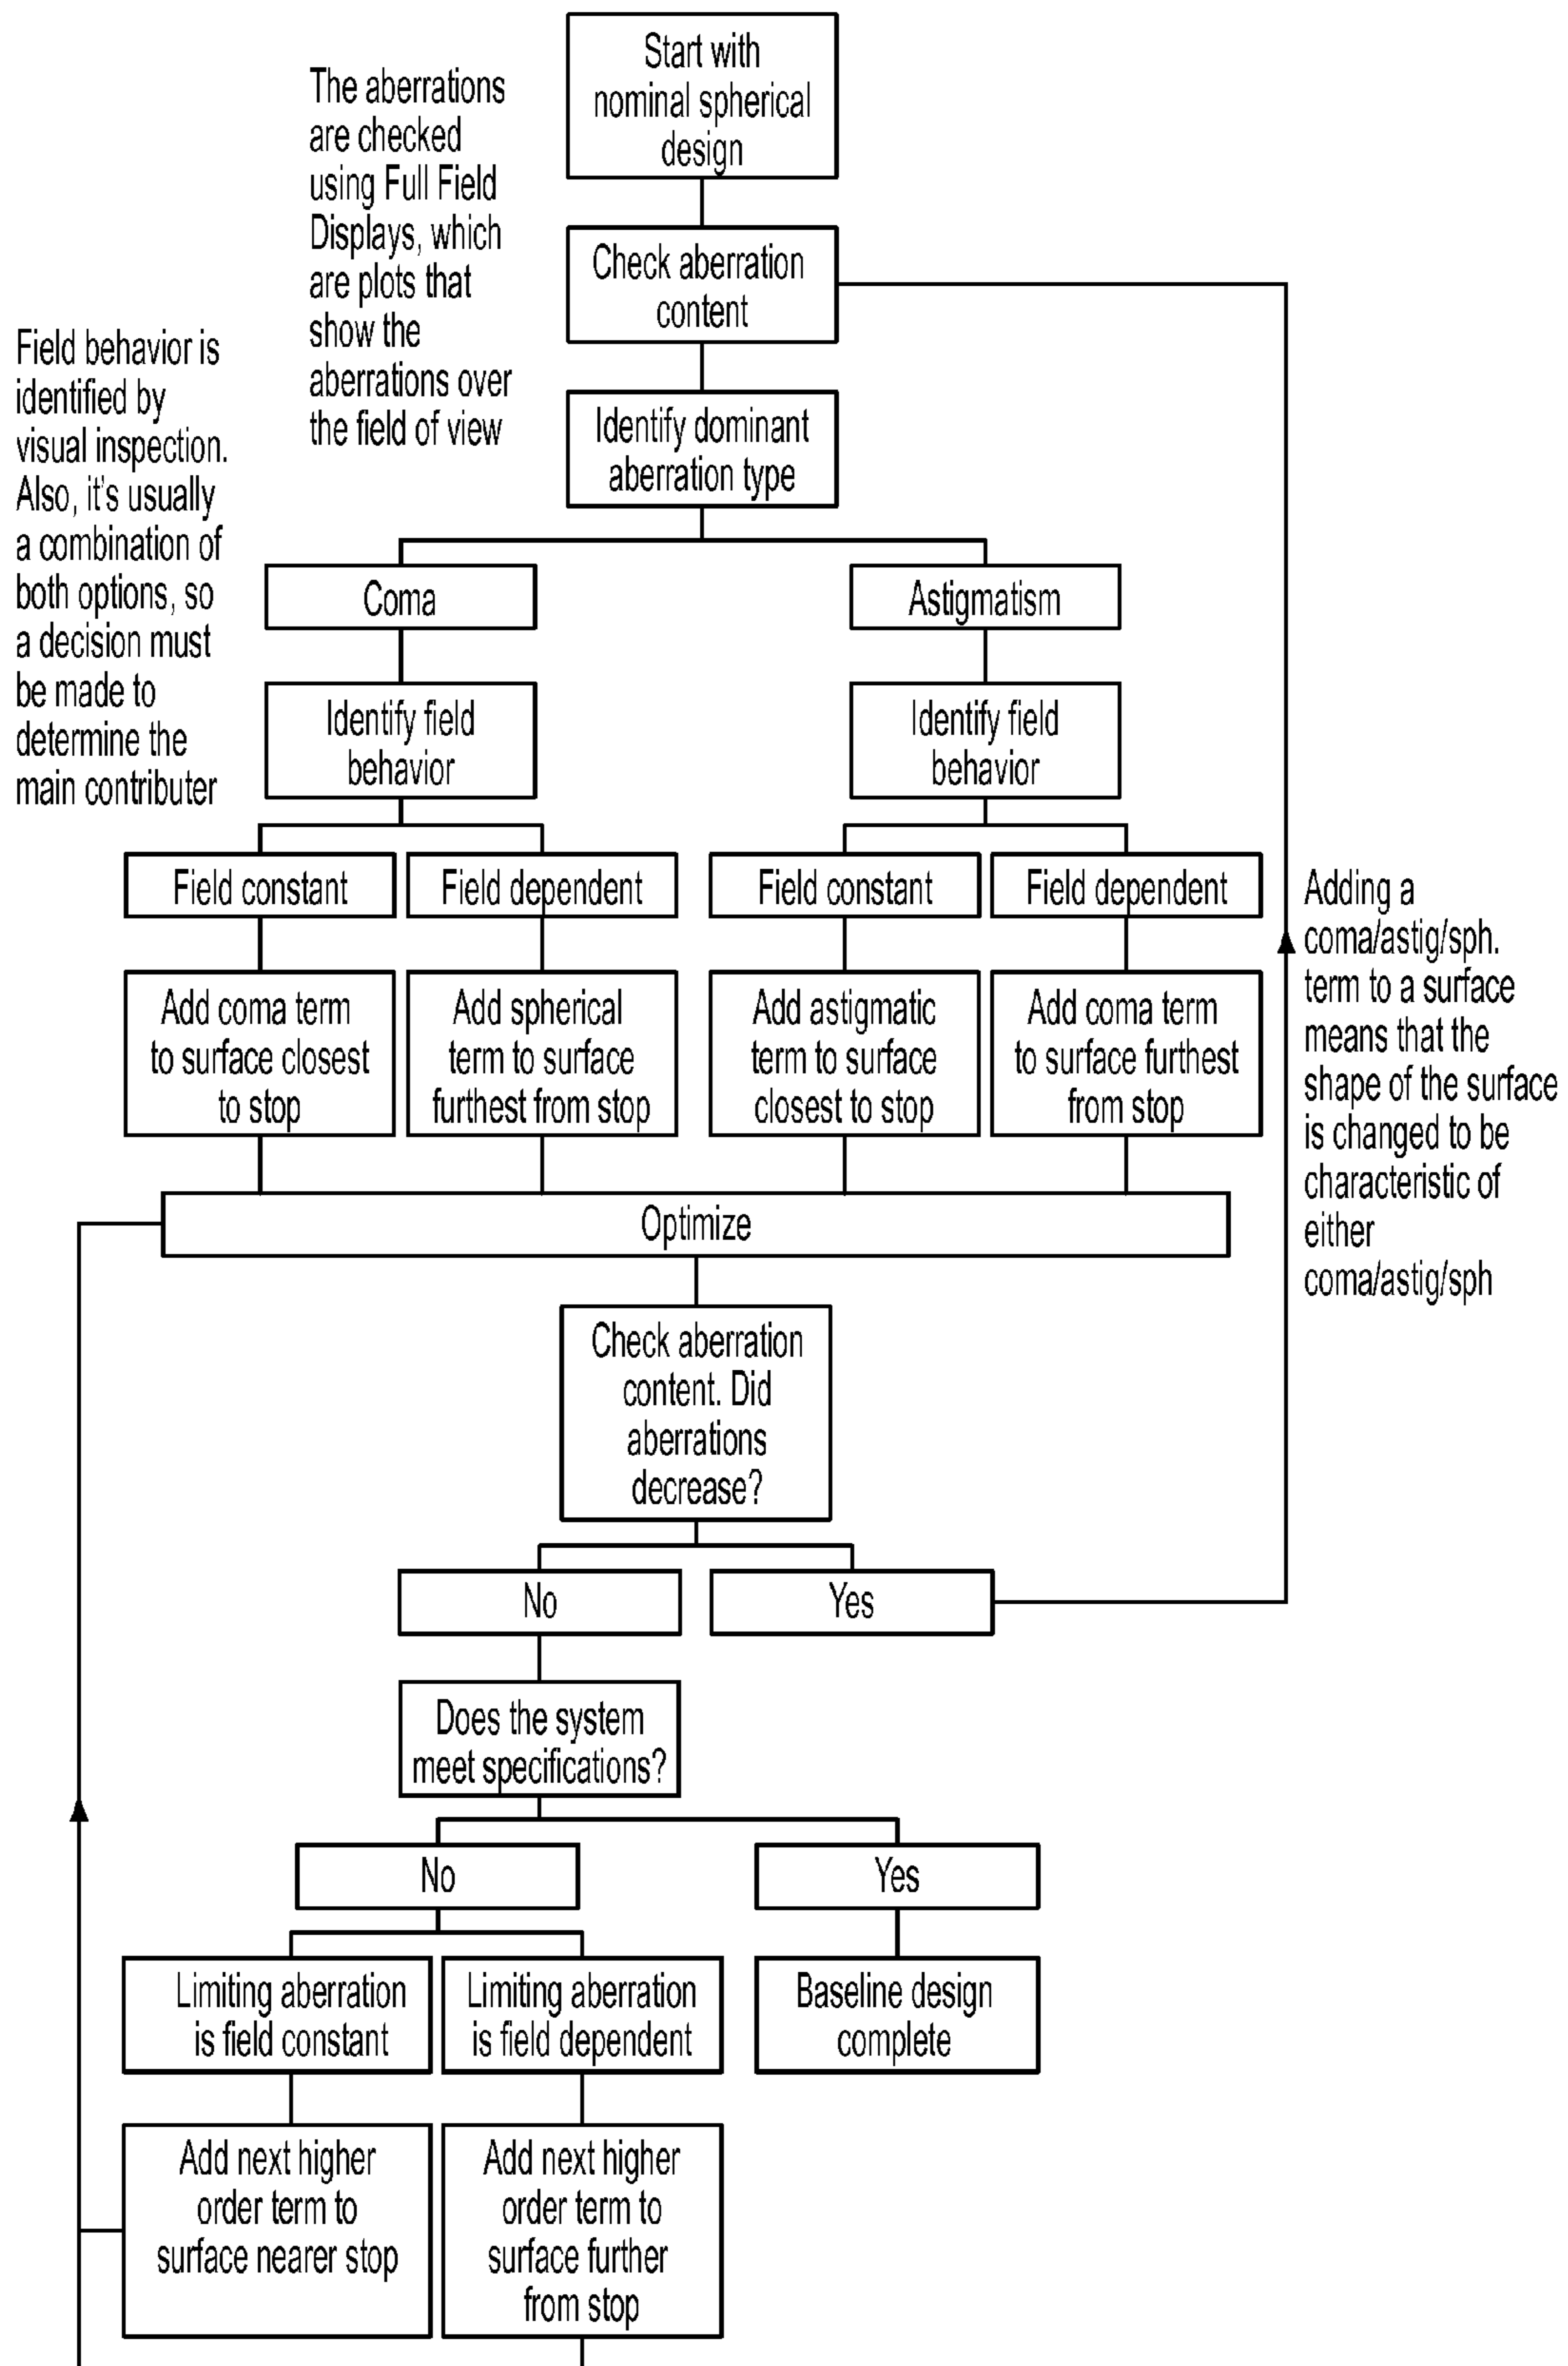 Start with
nominal spherical
design
The aberrations
are checked
using Full Field
Displays, which
are plots that
show the
aberrations over
the field of view
Check aberration
content
Field behavior is
identified by
visual inspection.
Also, it's usually
a combination of
both options, so
a decision must
be made to
determine the
main contributer
Identify dominant
aberration type
Coma
Astigmatism
Identify field
behavior
Identify field
behavior
Field constant
Field dependent
Field constant
Field dependent
Add coma term
to surface closest
to stop
Add spherical
term to surface
furthest from stop
Add astigmatic
term to surface
closest to stop
Add coma term
to surface furthest
from stop
Adding a
coma/astig/sph.
term to a surface
means that the
shape of the surface
is changed to be
characteristic of
either
coma/astig/sph
Optimize
Check aberration
content. Did
aberrations
decrease?
No
Yes
Does the system
meet specifications?
No
Yes
Limiting aberration
is field constant
Limiting aberration
is field dependent
Baseline design
complete
Add next higher
order term to
surface nearer stop
Add next higher
order term to
surface further
from stop